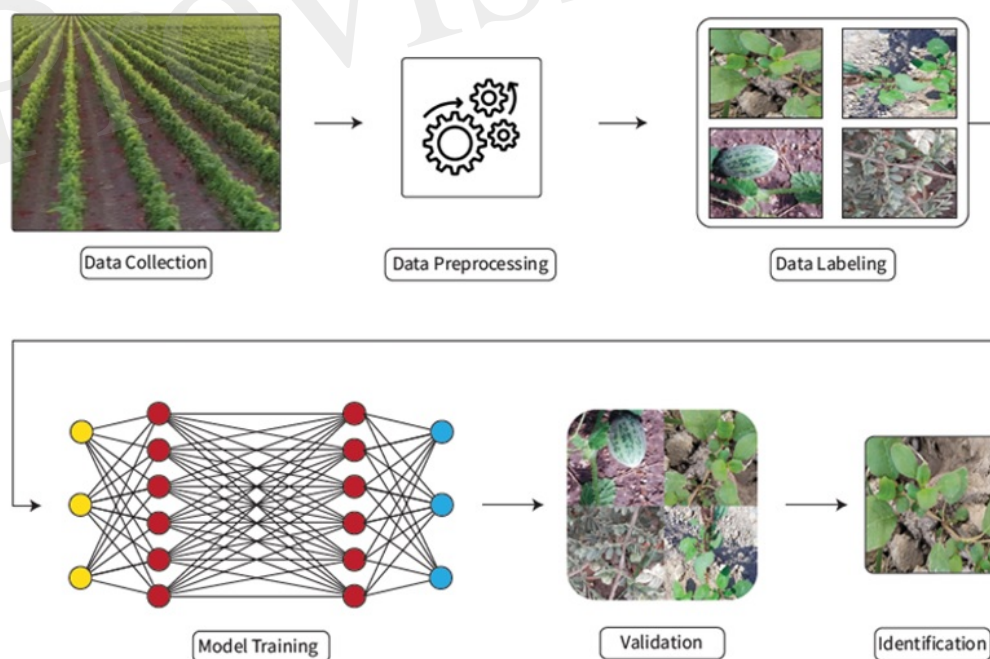 Data Collection
Data Preprocessing
Data Labeling
Model Training
Validation
Identification